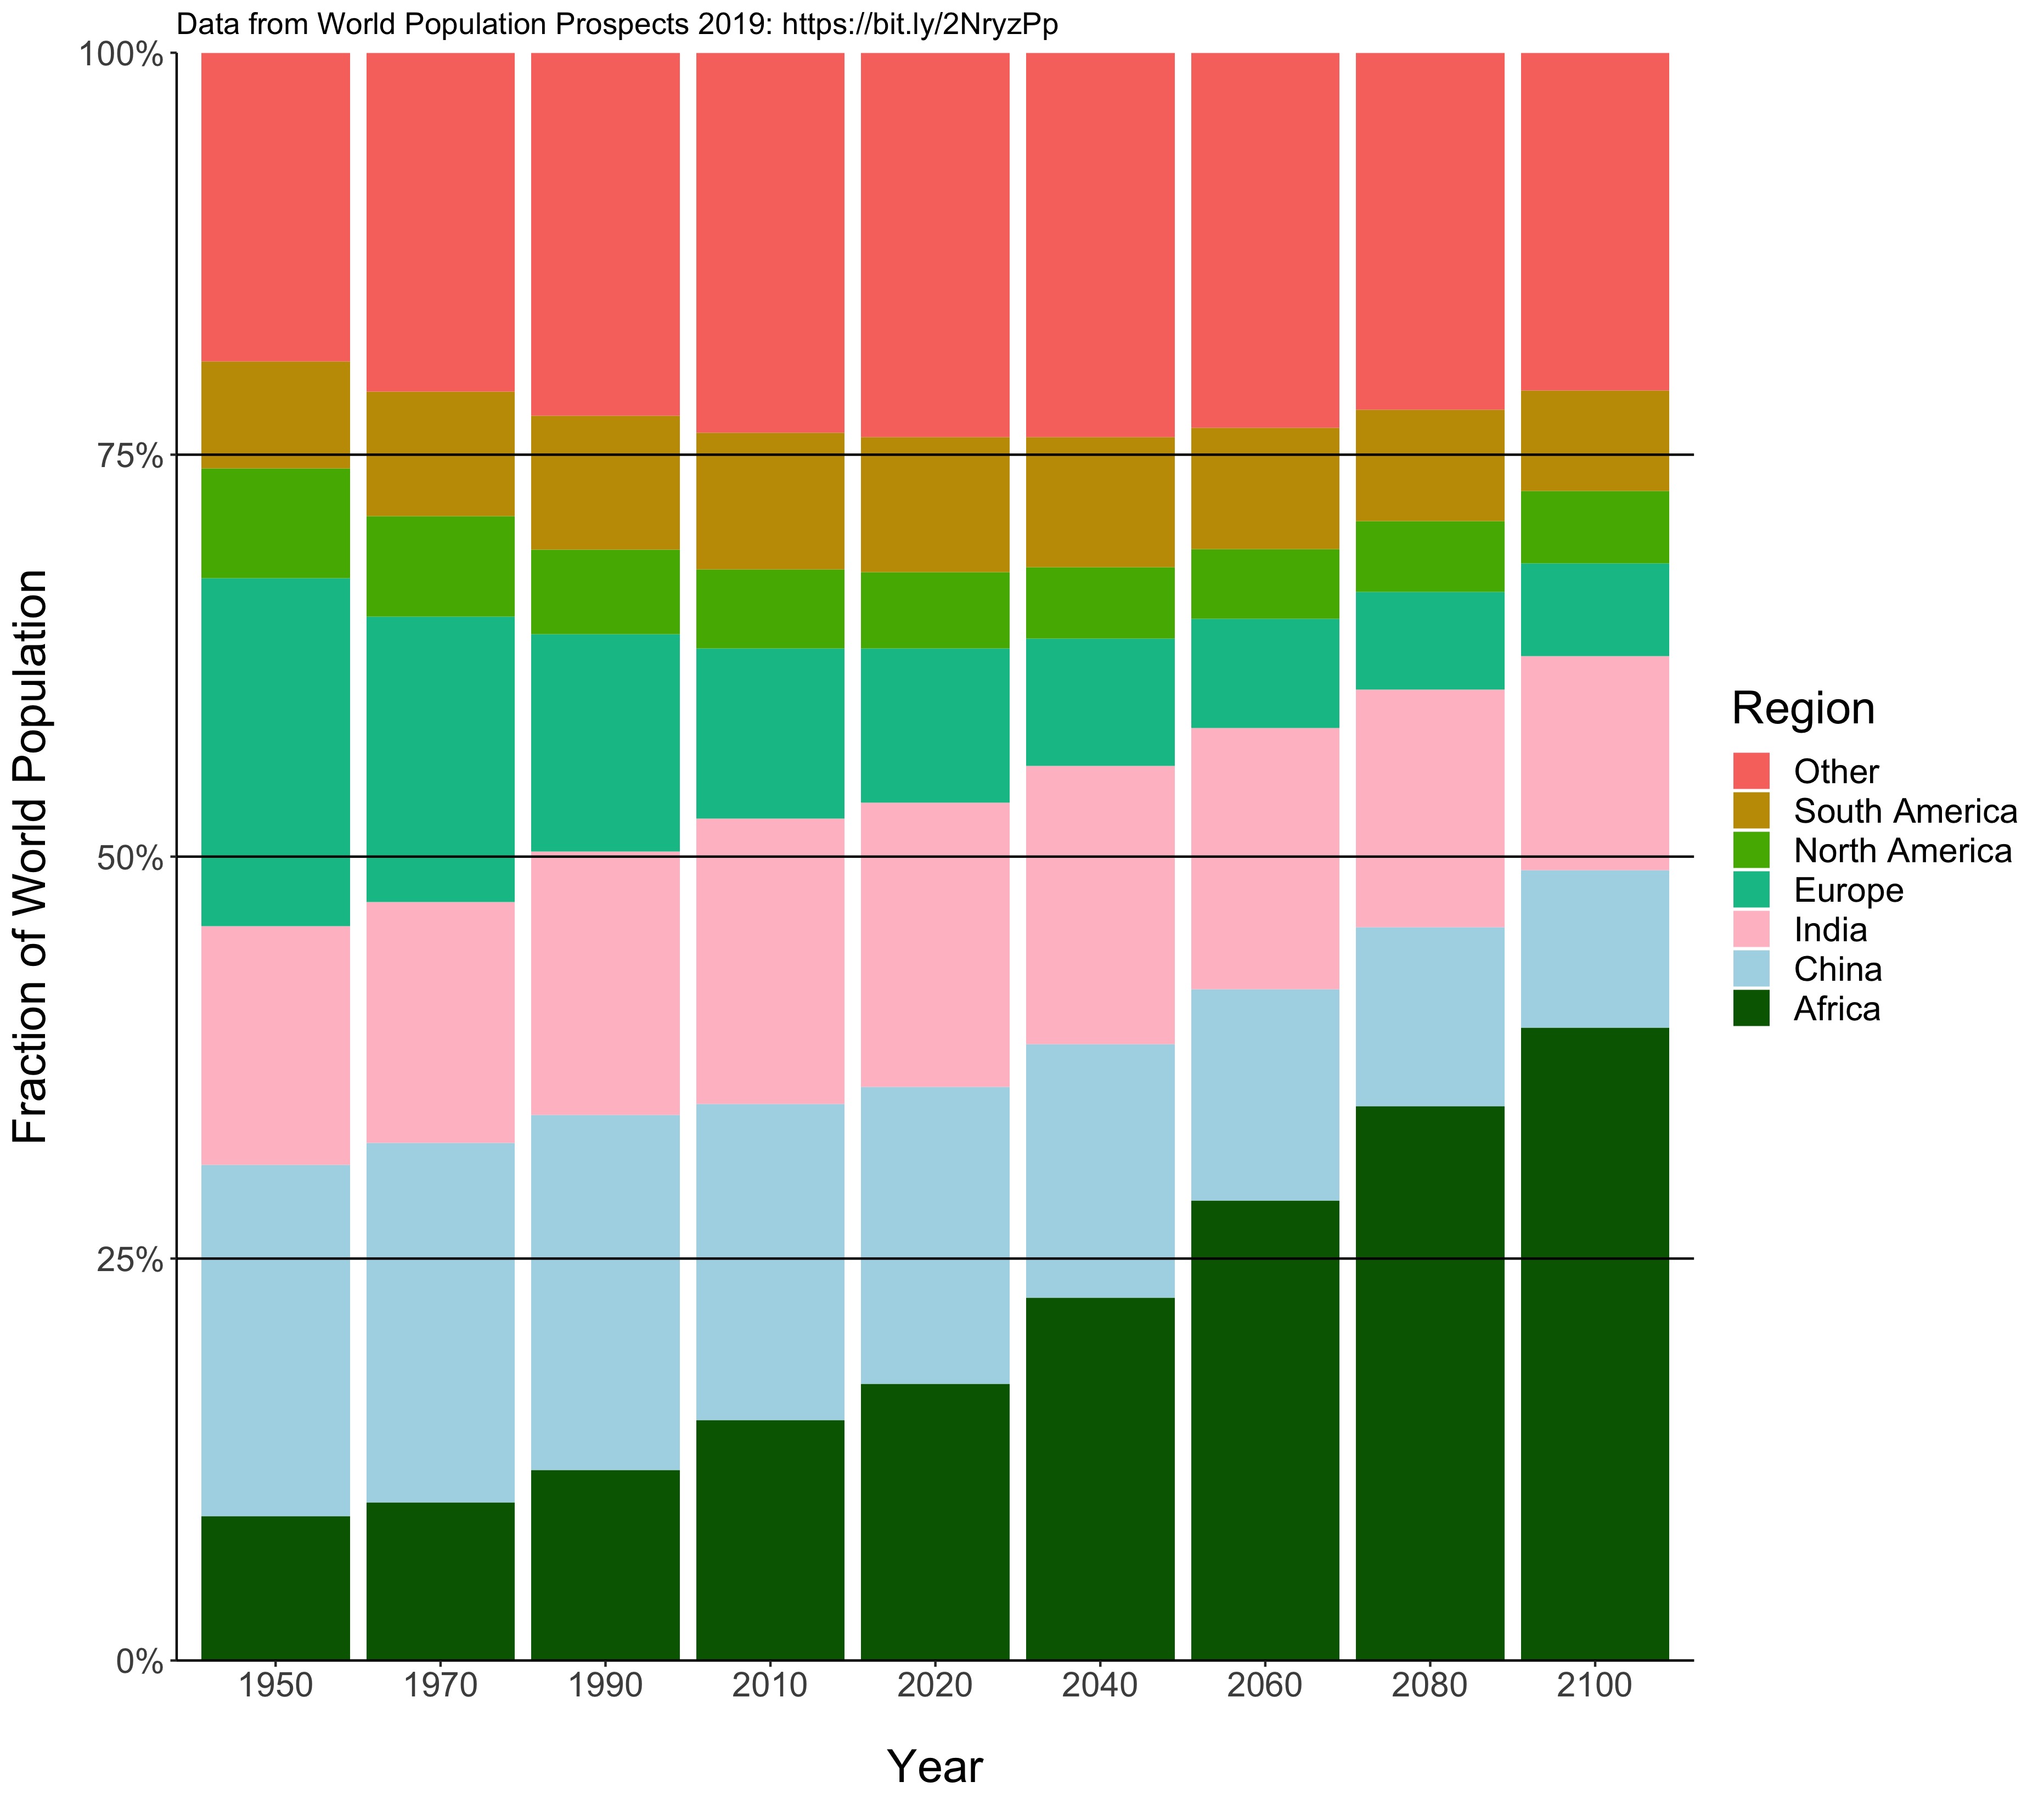 Data from World Population Prospects 2019: https://bit.ly/2NryzPp
100%
75%
50%
25%
0%
Fraction of World Population
1950 1970 1990 2010 2020 2040 2060 2080 2100
Year
Region
Other
South America
North America
Europe
India
China
Africa